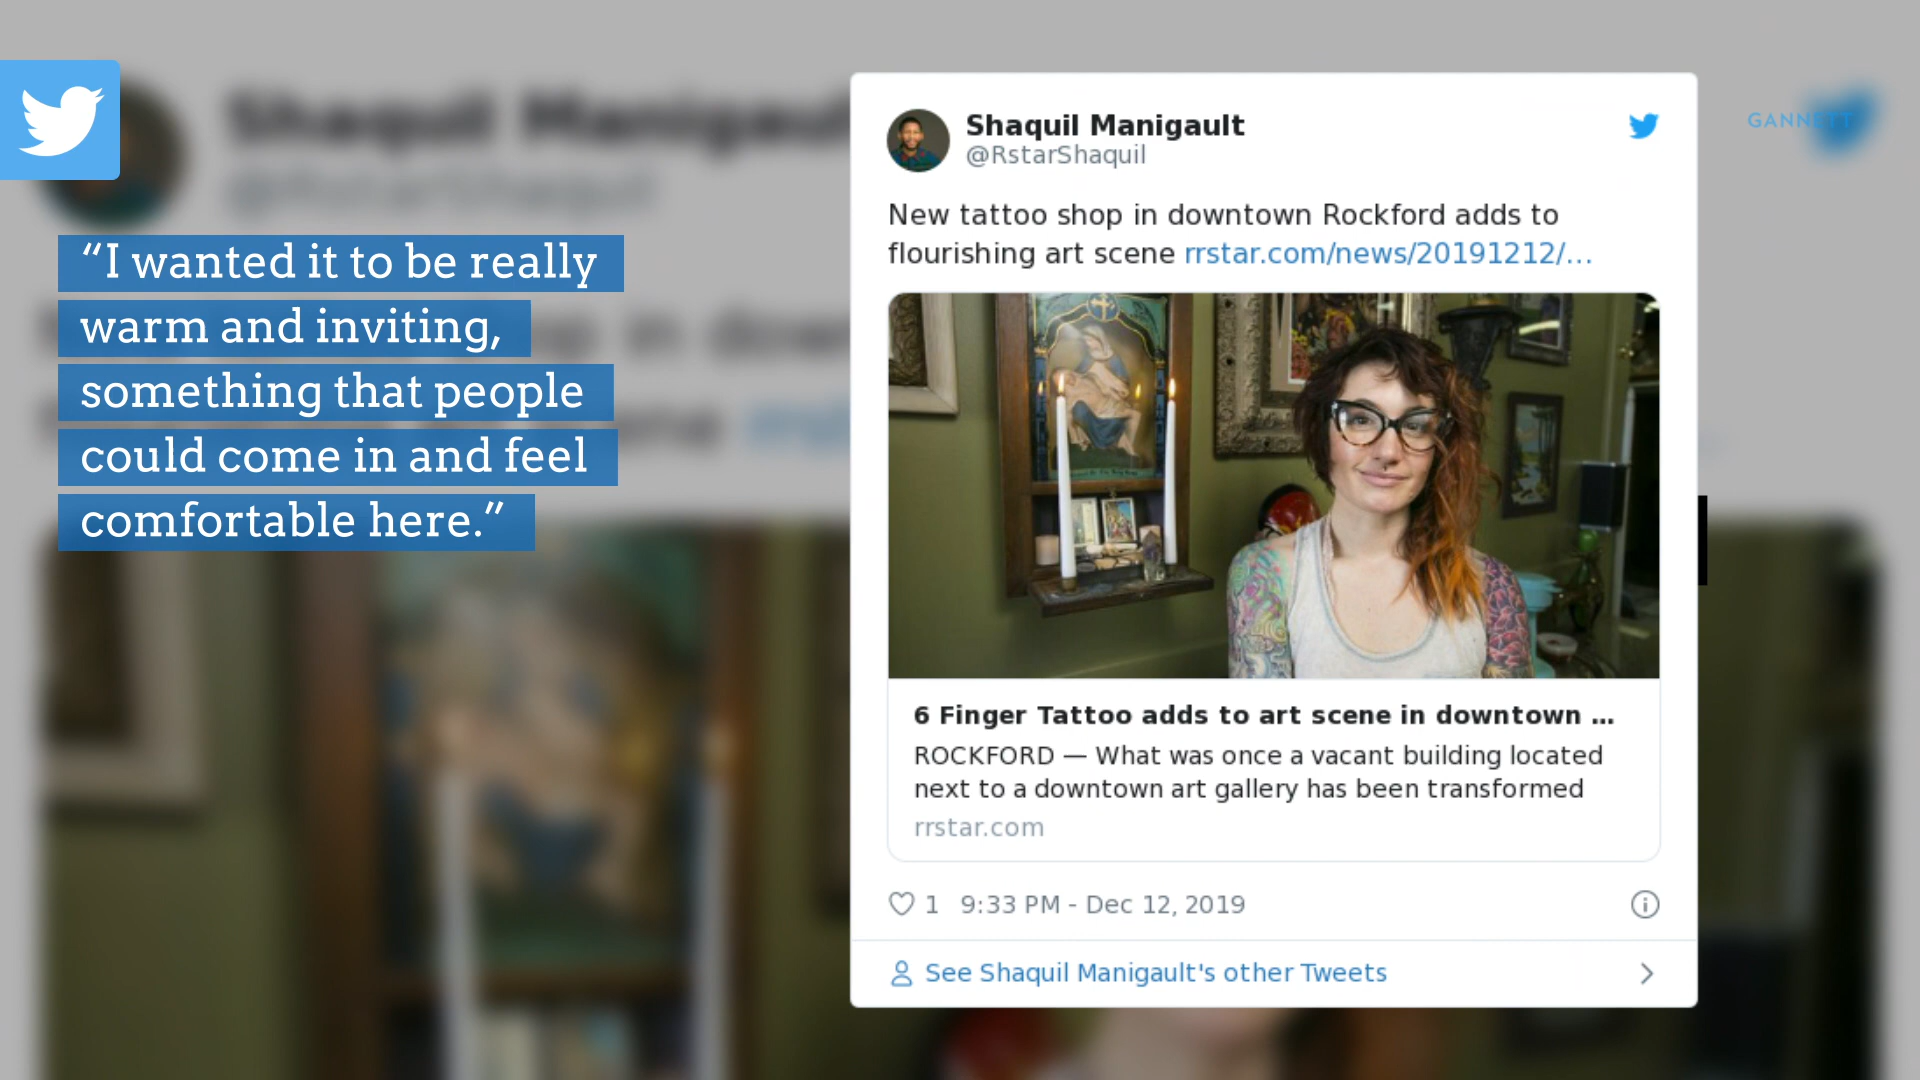 “I wanted it to be really
warm and inviting,
something that people
could come in and feel
comfortable here.”
Shaquil Manigault
@RstarShaquil
New tattoo shop in downtown Rockford adds to
flourishing art scene rrstar.com/news/20191212/…
6 Finger Tattoo adds to art scene in downtown ...
ROCKFORD — What was once a vacant building located
next to a downtown art gallery has been transformed
rrstar.com
1 9:33 PM - Dec 12, 2019
See Shaquil Manigault's other Tweets
GANNETT